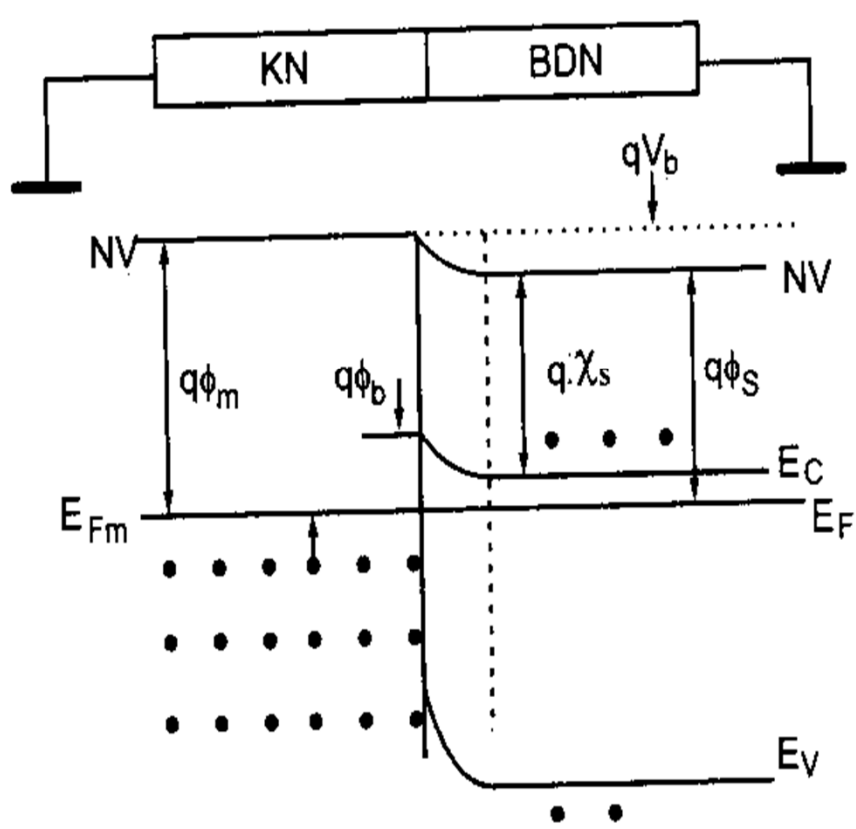 KN BDN
qV_b
NV NV
qϕ_m qϕ_b q.χ_s qϕ_S
E_C
E_Fm E_F
E_V